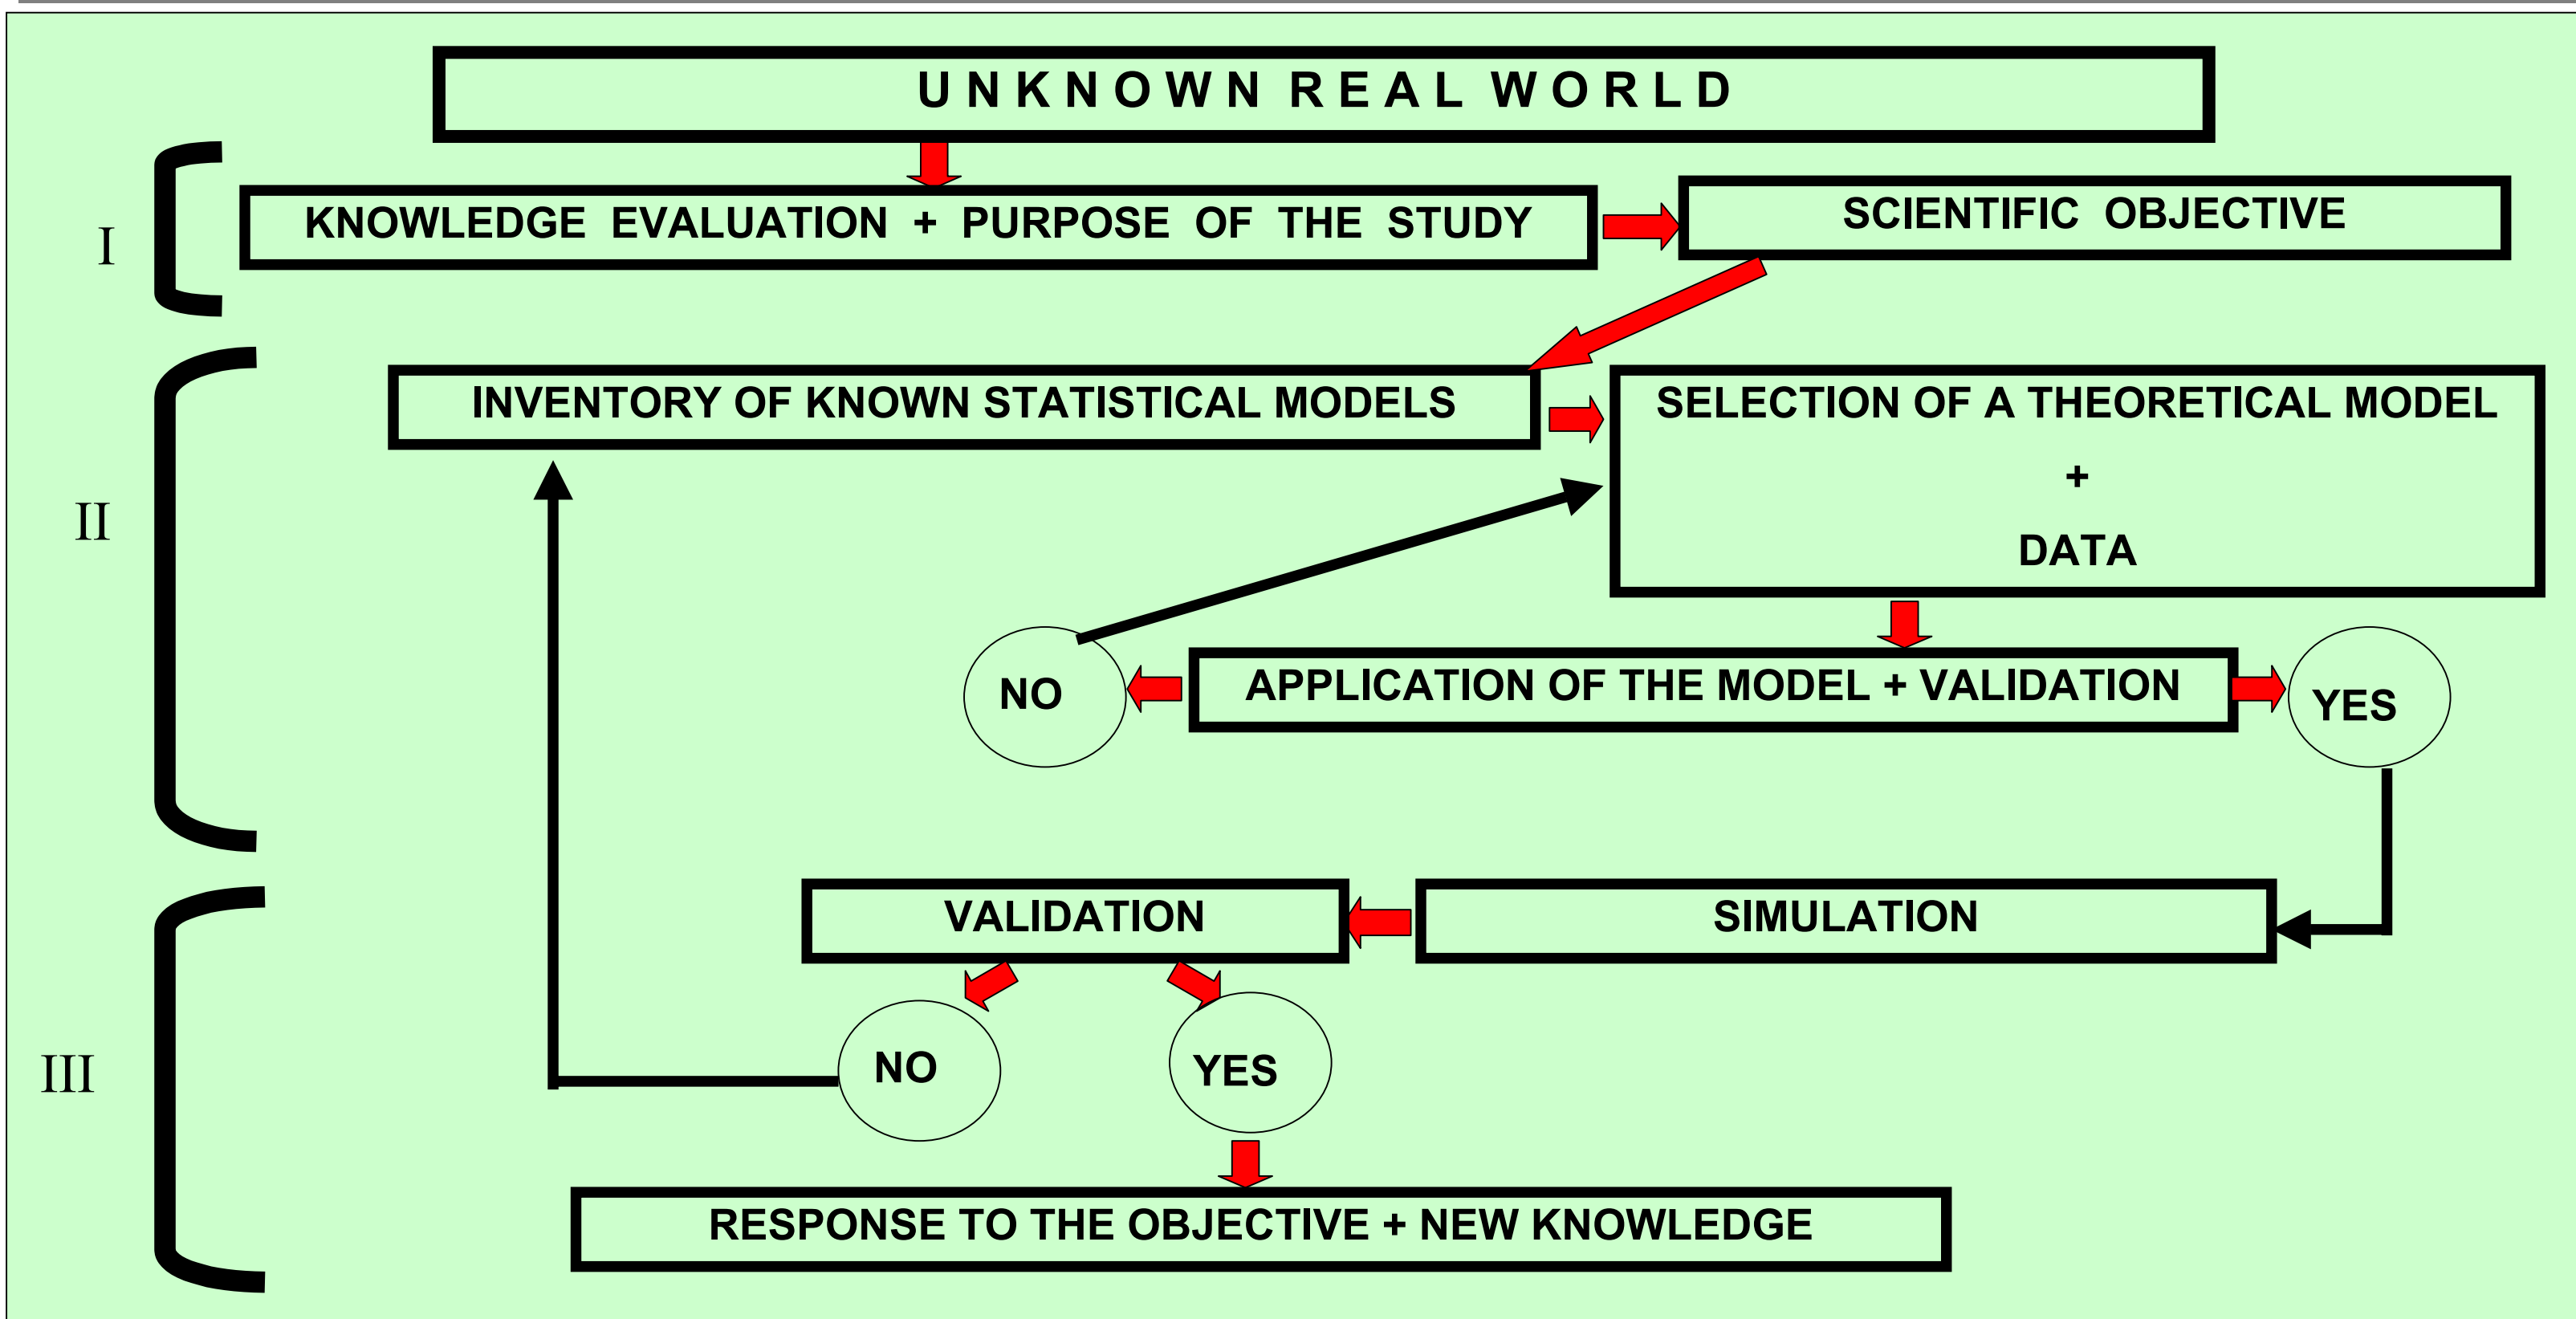 UNKNOWN REAL WORLD
I
KNOWLEDGE EVALUATION + PURPOSE OF THE STUDY
SCIENTIFIC OBJECTIVE
II
INVENTORY OF KNOWN STATISTICAL MODELS
SELECTION OF A THEORETICAL MODEL
+
DATA
NO
APPLICATION OF THE MODEL + VALIDATION
YES
III
VALIDATION
SIMULATION
NO
YES
RESPONSE TO THE OBJECTIVE + NEW KNOWLEDGE